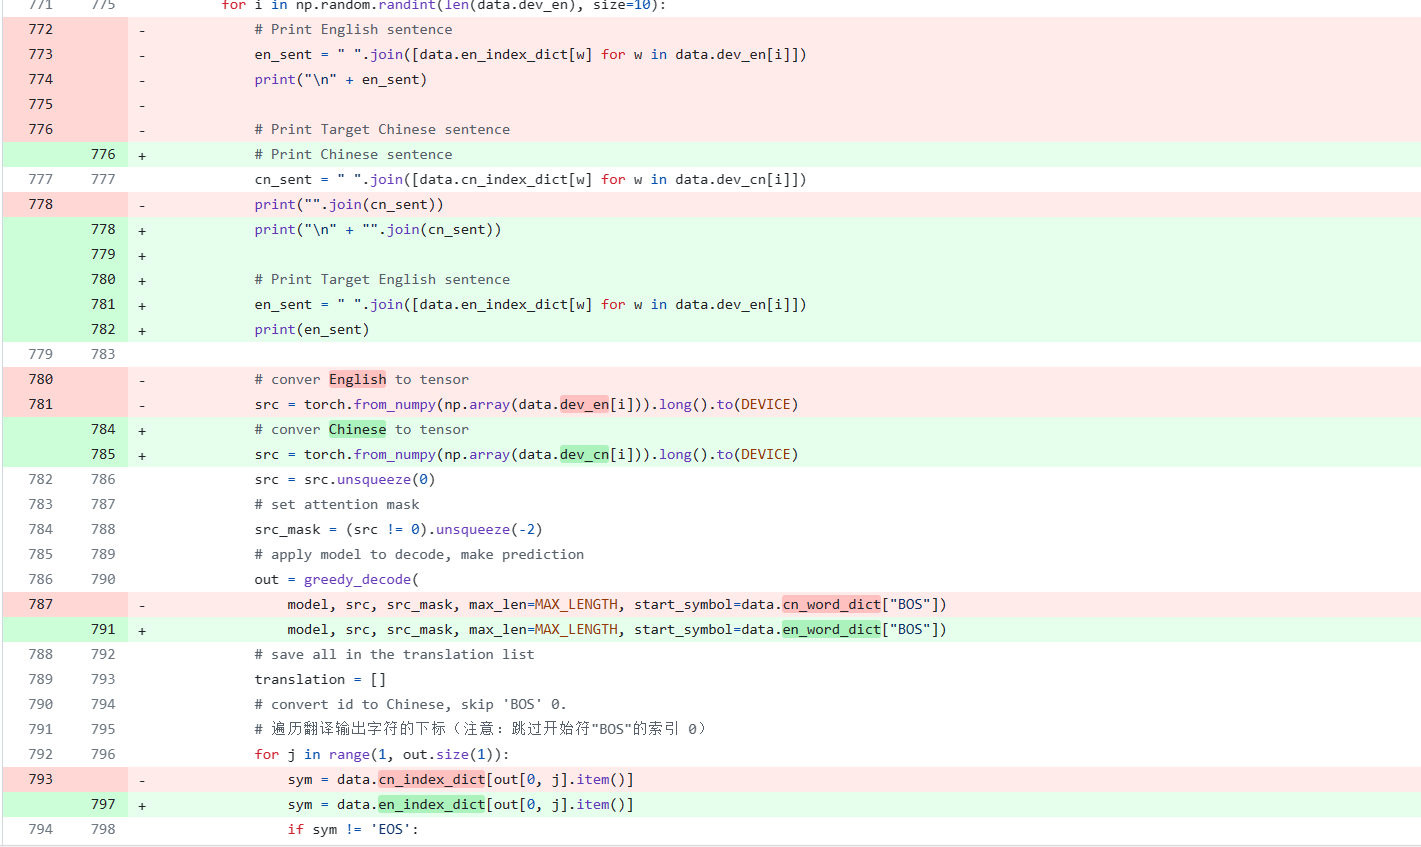 771 775 for i in np.random.randint(len(data.dev_en), size=10):
772 - # Print English sentence
773 - en_sent = " ".join([data.en_index_dict[w] for w in data.dev_en[i]])
774 - print("\n" + en_sent)
775 -
776 - # Print Target Chinese sentence
776 + # Print Chinese sentence
777 777 cn_sent = " ".join([data.cn_index_dict[w] for w in data.dev_cn[i]])
778 - print("".join(cn_sent))
778 + print("\n" + "".join(cn_sent))
779 +
780 + # Print Target English sentence
781 + en_sent = " ".join([data.en_index_dict[w] for w in data.dev_en[i]])
782 + print(en_sent)
779 783
780 - # conver English to tensor
781 - src = torch.from_numpy(np.array(data.dev_en[i])).long().to(DEVICE)
784 + # conver Chinese to tensor
785 + src = torch.from_numpy(np.array(data.dev_cn[i])).long().to(DEVICE)
782 786 src = src.unsqueeze(0)
783 787 # set attention mask
784 788 src_mask = (src != 0).unsqueeze(-2)
785 789 # apply model to decode, make prediction
786 790 out = greedy_decode(
787 - model, src, src_mask, max_len=MAX_LENGTH, start_symbol=data.cn_word_dict["BOS"])
791 + model, src, src_mask, max_len=MAX_LENGTH, start_symbol=data.en_word_dict["BOS"])
788 792 # save all in the translation list
789 793 translation = []
790 794 # convert id to Chinese, skip 'BOS' 0.
791 795 # 遍历翻译输出字符的下标（注意：跳过开始符"BOS"的索引 0）
792 796 for j in range(1, out.size(1)):
793 - sym = data.cn_index_dict[out[0, j].item()]
797 + sym = data.en_index_dict[out[0, j].item()]
794 798 if sym != 'EOS':